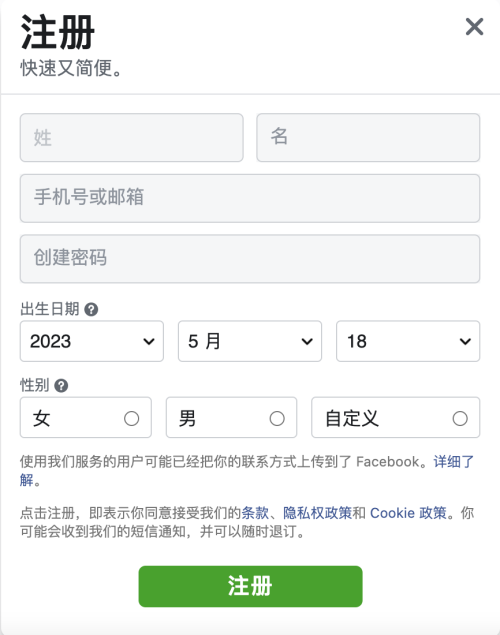 注册
快速又简便。
姓
名
手机号或邮箱
创建密码
出生日期
2023
5 月
18
性别
女
男
自定义
使用我们服务的用户可能已经把你的联系方式上传到了 Facebook。详细了
解。
点击注册，即表示你同意接受我们的条款、隐私权政策和 Cookie 政策。你
可能会收到我们的短信通知，并可以随时退订。
注册